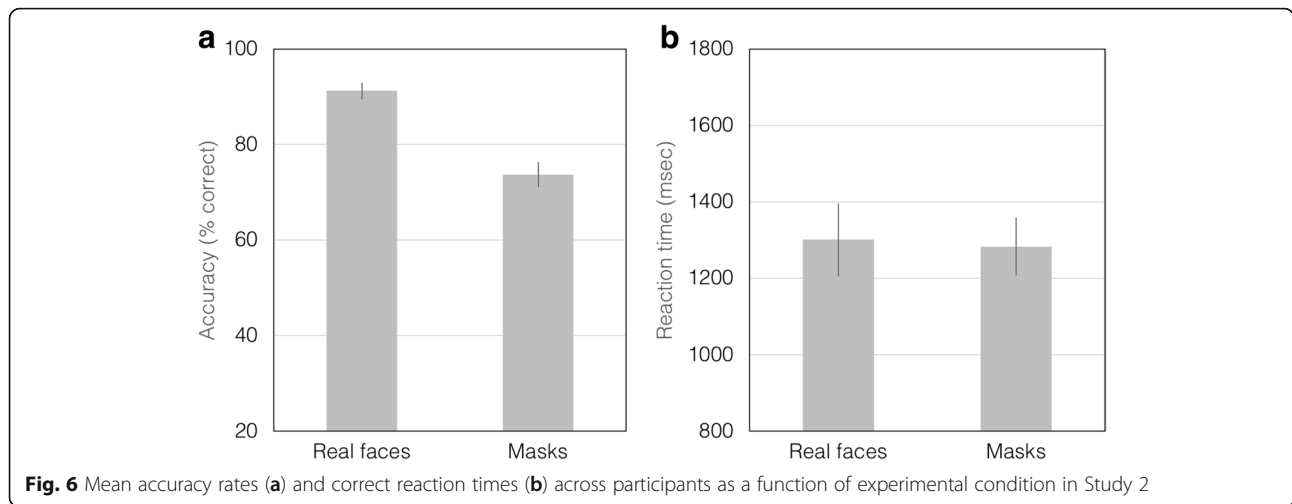 a
100
80
60
40
20
Accuracy (% correct)
Real faces Masks
b
1800
1600
1400
1200
1000
800
Reaction time (msec)
Real faces Masks
Fig. 6 Mean accuracy rates (a) and correct reaction times (b) across participants as a function of experimental condition in Study 2